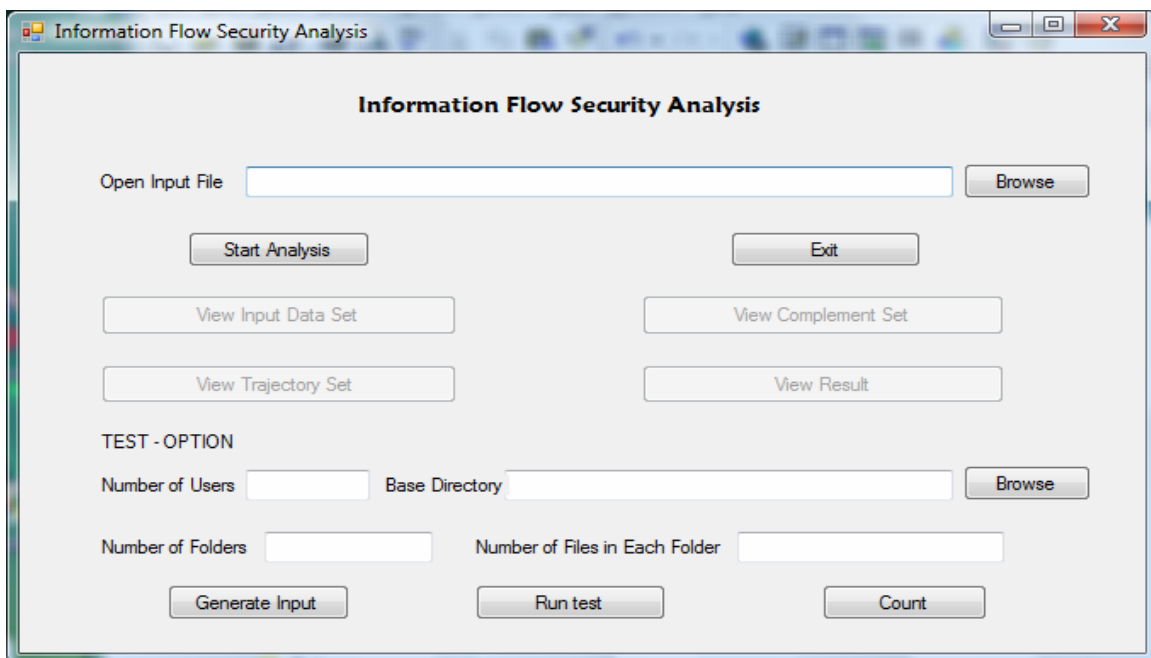 Information Flow Security Analysis
Information Flow Security Analysis
Open Input File Browse
Start Analysis Exit
View Input Data Set View Complement Set
View Trajectory Set View Result
TEST - OPTION
Number of Users Base Directory Browse
Number of Folders Number of Files in Each Folder
Generate Input Run test Count